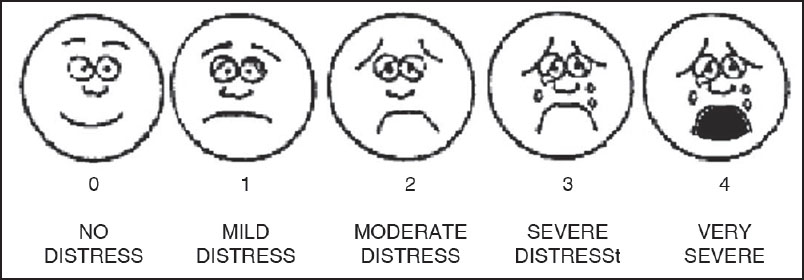 0 1 2 3 4
NO MILD MODERATE SEVERE VERY
DISTRESS DISTRESS DISTRESS DISTRESSt SEVERE